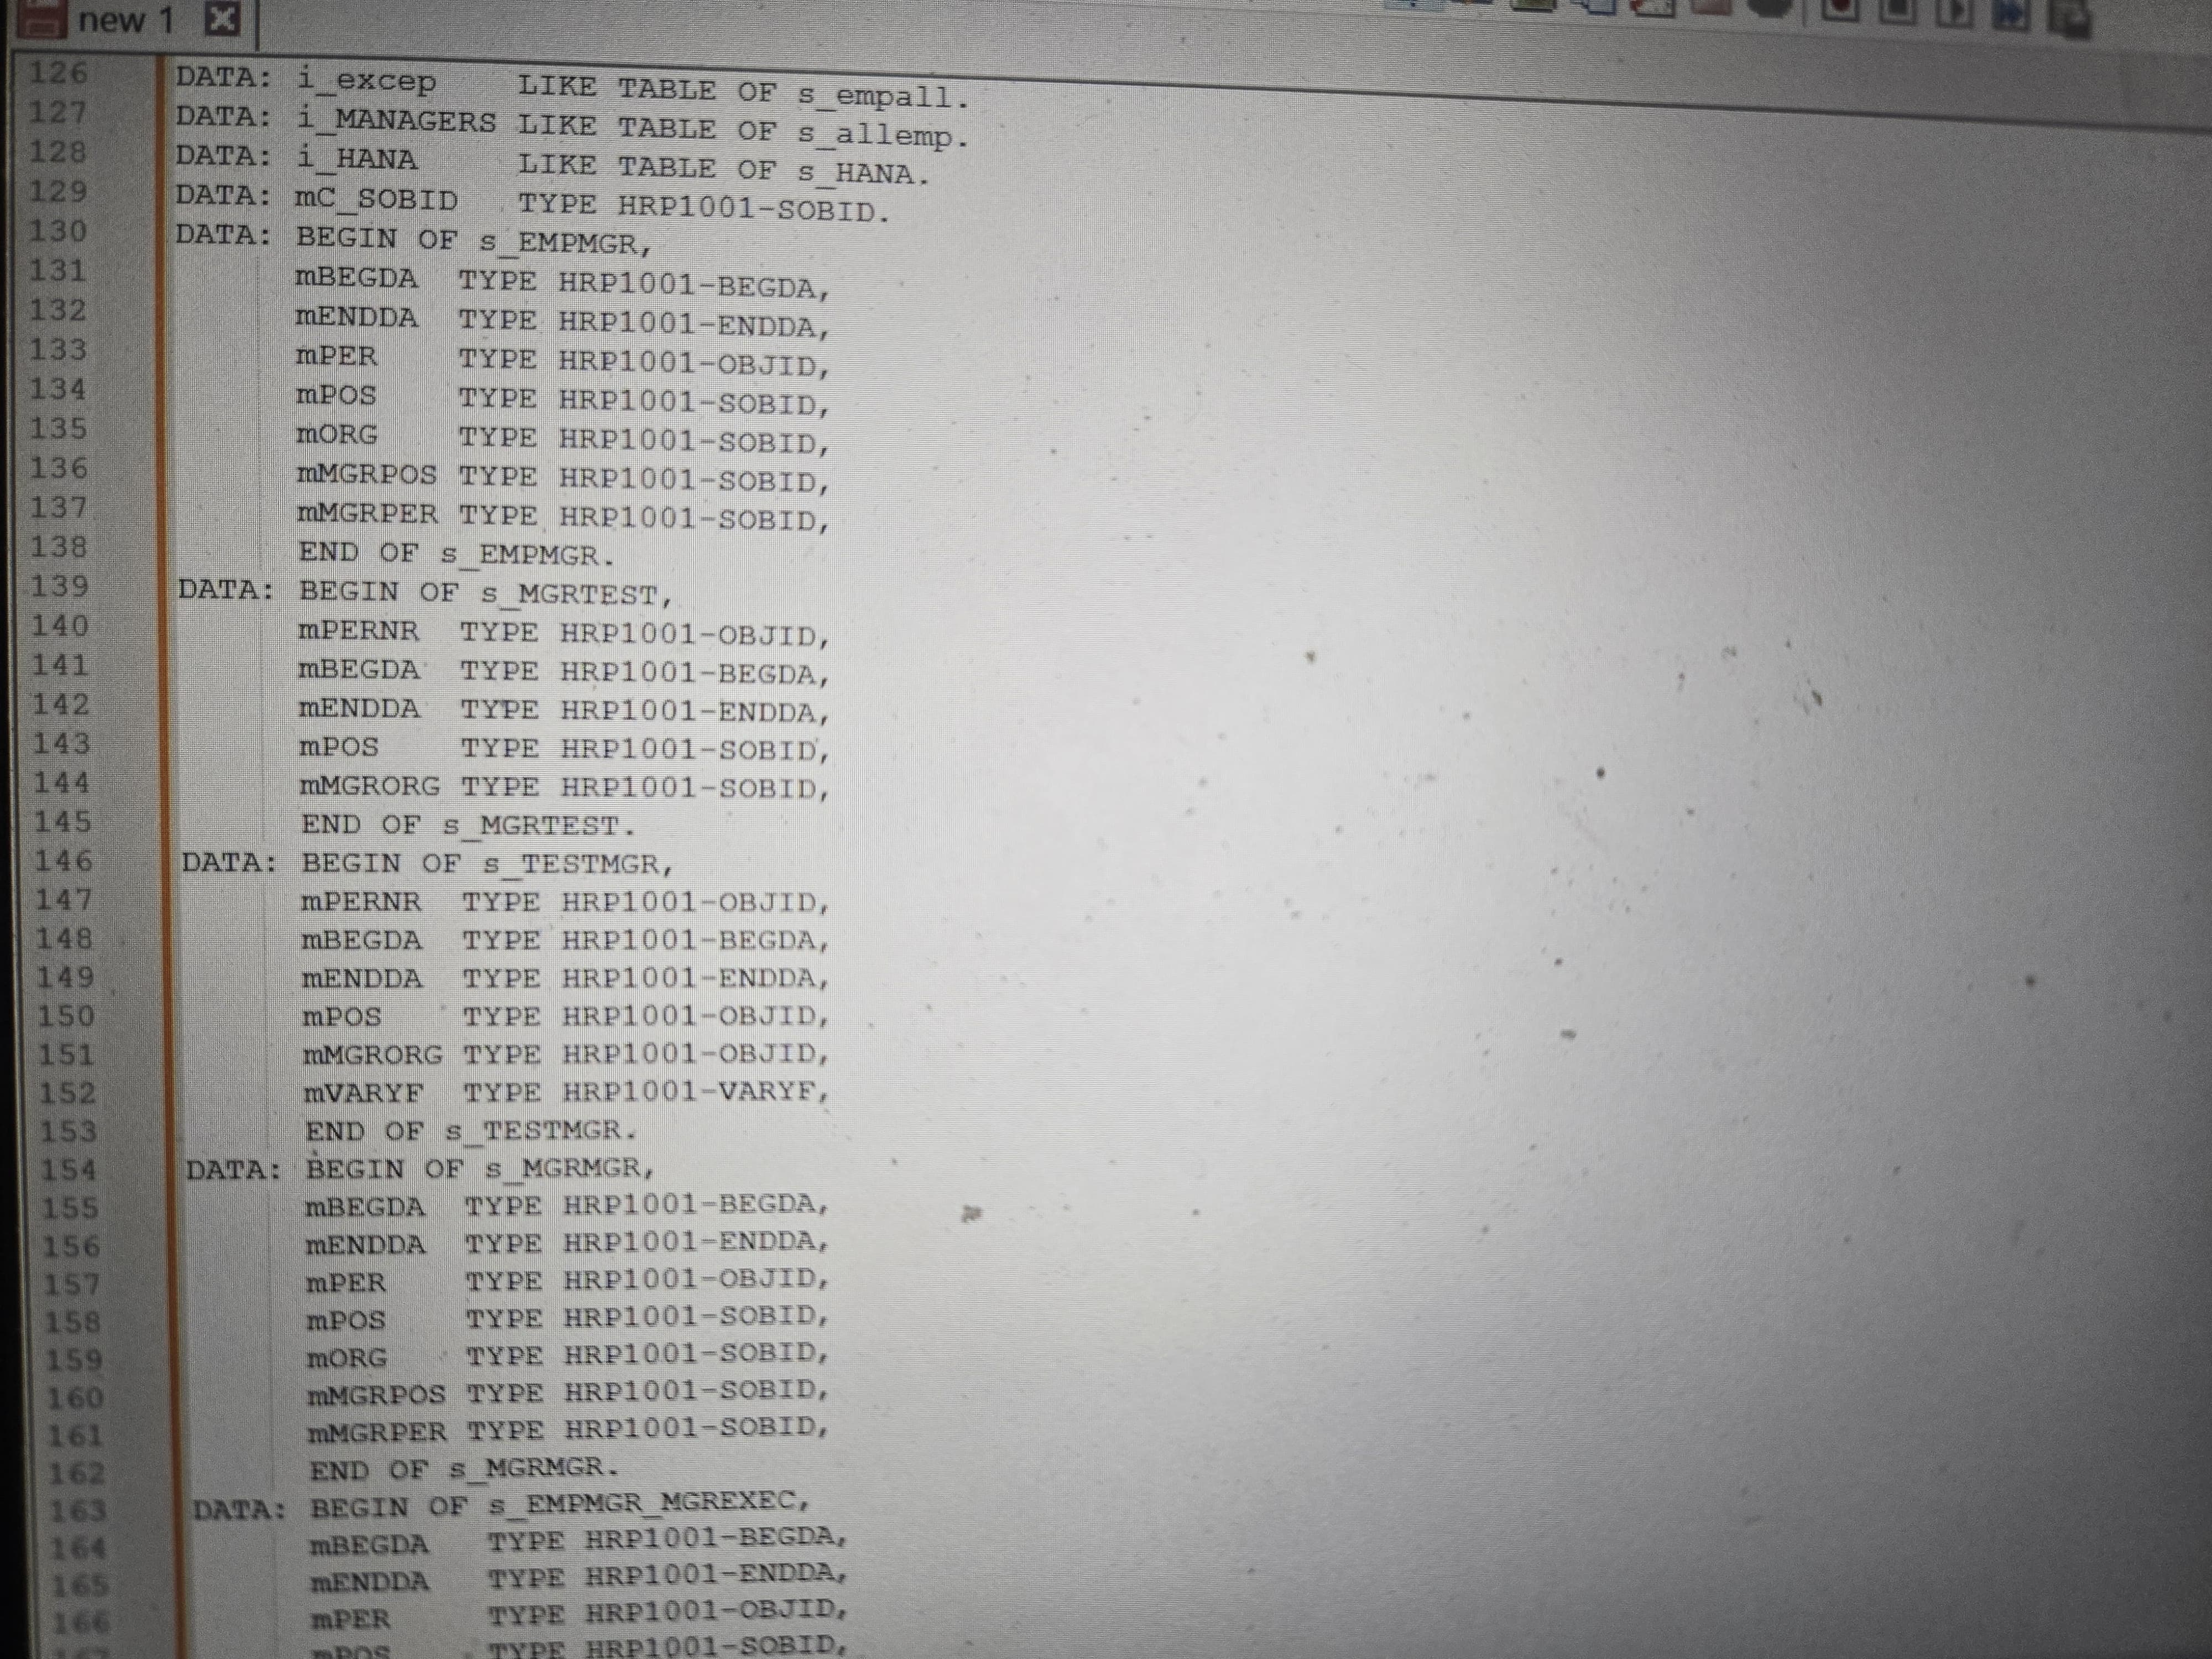 new 1
126 DATA: i_excep    LIKE TABLE OF s_empall.
127 DATA: i_MANAGERS LIKE TABLE OF s_allemp.
128 DATA: i_HANA     LIKE TABLE OF s_HANA.
129 DATA: mC_SOBID   TYPE HRP1001-SOBID.
130 DATA: BEGIN OF s_EMPMGR,
131       mBEGDA  TYPE HRP1001-BEGDA,
132       mENDDA  TYPE HRP1001-ENDDA,
133       mPER    TYPE HRP1001-OBJID,
134       mPOS    TYPE HRP1001-SOBID,
135       mORG    TYPE HRP1001-SOBID,
136       mMGRPOS TYPE HRP1001-SOBID,
137       mMGRPER TYPE HRP1001-SOBID,
138       END OF s_EMPMGR.
139 DATA: BEGIN OF s_MGRTEST,
140       mPERNR  TYPE HRP1001-OBJID,
141       mBEGDA  TYPE HRP1001-BEGDA,
142       mENDDA  TYPE HRP1001-ENDDA,
143       mPOS    TYPE HRP1001-SOBID,
144       mMGRORG TYPE HRP1001-SOBID,
145       END OF s_MGRTEST.
146 DATA: BEGIN OF s_TESTMGR,
147       mPERNR  TYPE HRP1001-OBJID,
148       mBEGDA  TYPE HRP1001-BEGDA,
149       mENDDA  TYPE HRP1001-ENDDA,
150       mPOS    TYPE HRP1001-OBJID,
151       mMGRORG TYPE HRP1001-OBJID,
152       mVARYF  TYPE HRP1001-VARYF,
153       END OF s_TESTMGR.
154 DATA: BEGIN OF s_MGRMGR,
155       mBEGDA  TYPE HRP1001-BEGDA,
156       mENDDA  TYPE HRP1001-ENDDA,
157       mPER    TYPE HRP1001-OBJID,
158       mPOS    TYPE HRP1001-SOBID,
159       mORG    TYPE HRP1001-SOBID,
160       mMGRPOS TYPE HRP1001-SOBID,
161       mMGRPER TYPE HRP1001-SOBID,
162       END OF s_MGRMGR.
163 DATA: BEGIN OF s_EMPMGR_MGREXEC,
164       mBEGDA   TYPE HRP1001-BEGDA,
165       mENDDA   TYPE HRP1001-ENDDA,
166       mPER     TYPE HRP1001-OBJID,
167       mPOS     TYPE HRP1001-SOBID,